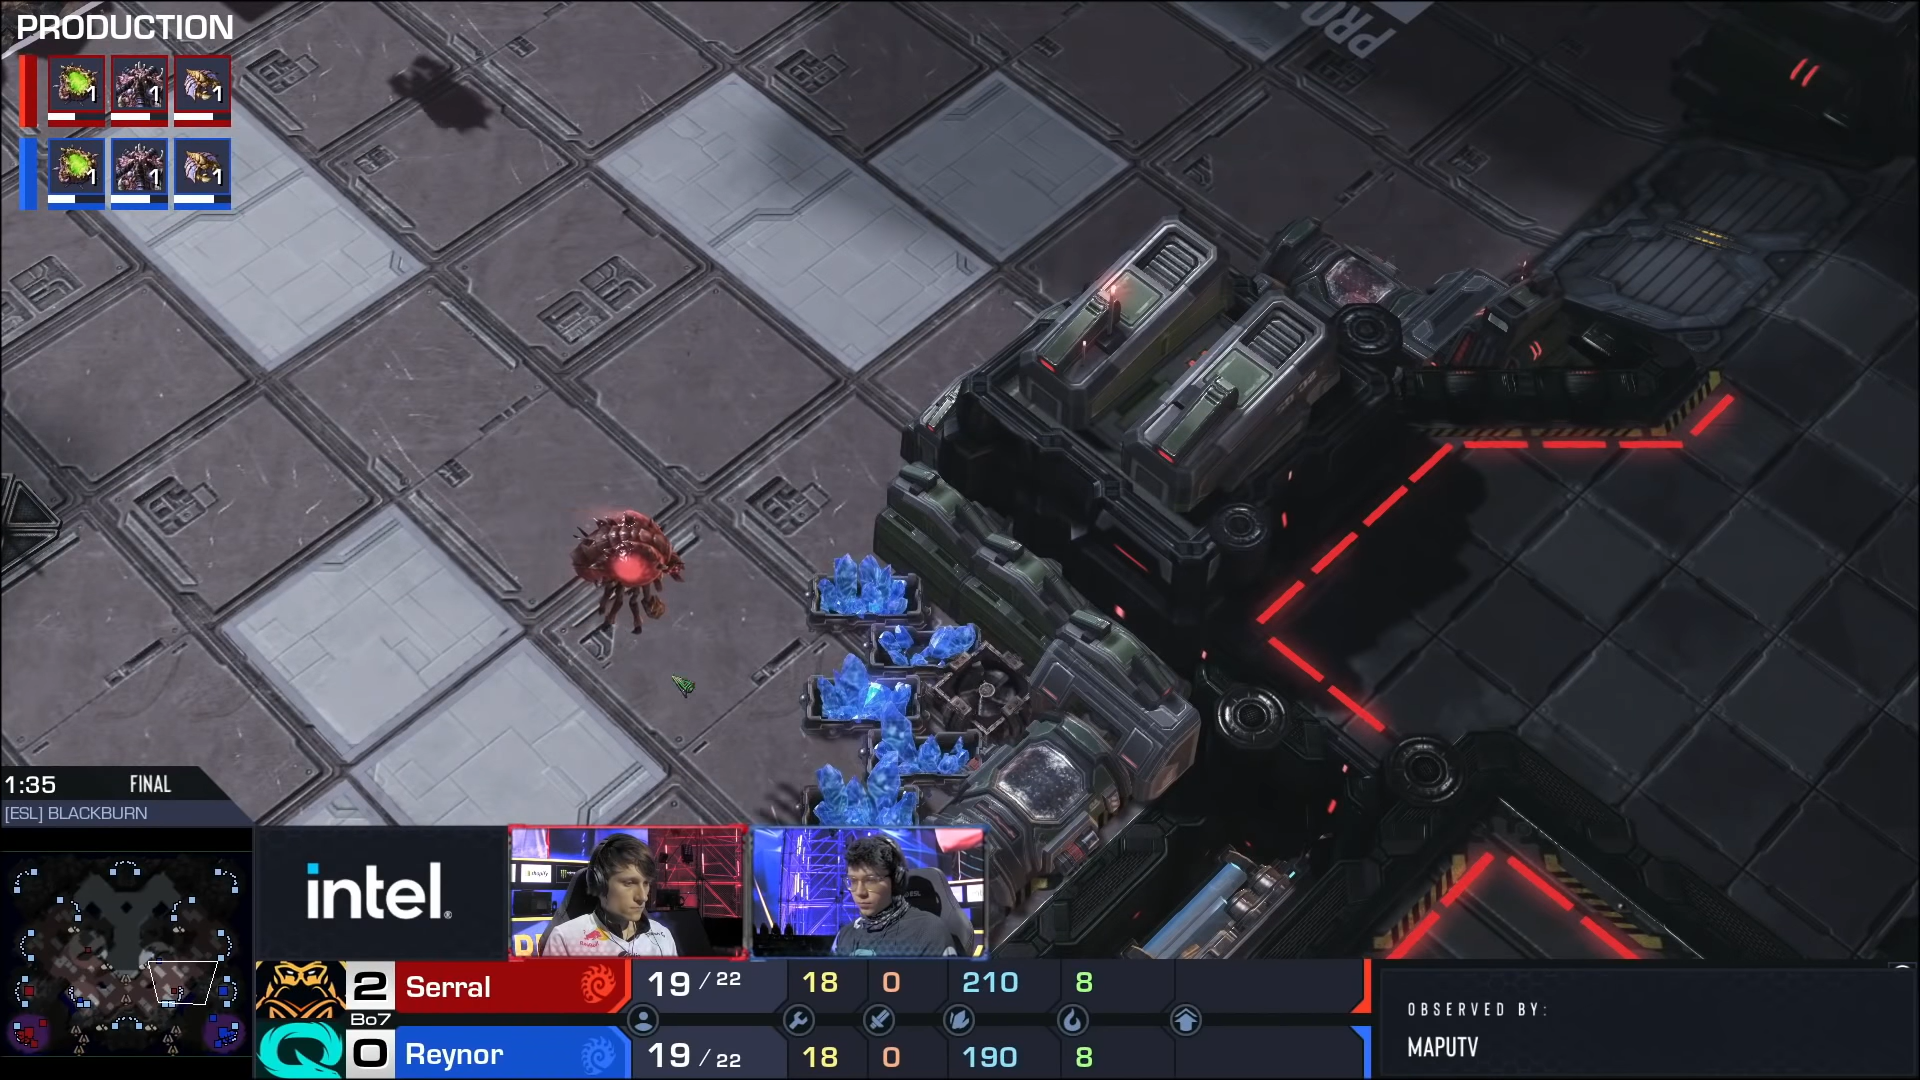 PRODUCTION
PRO
1 1 1
1 1 1
1:35 FINAL
[ESL] BLACKBURN
intel.
2 Serral 19 / 22 18 0 210 8
Bo7
0 Reynor 19 / 22 18 0 190 8
OBSERVED BY:
MAPUTV